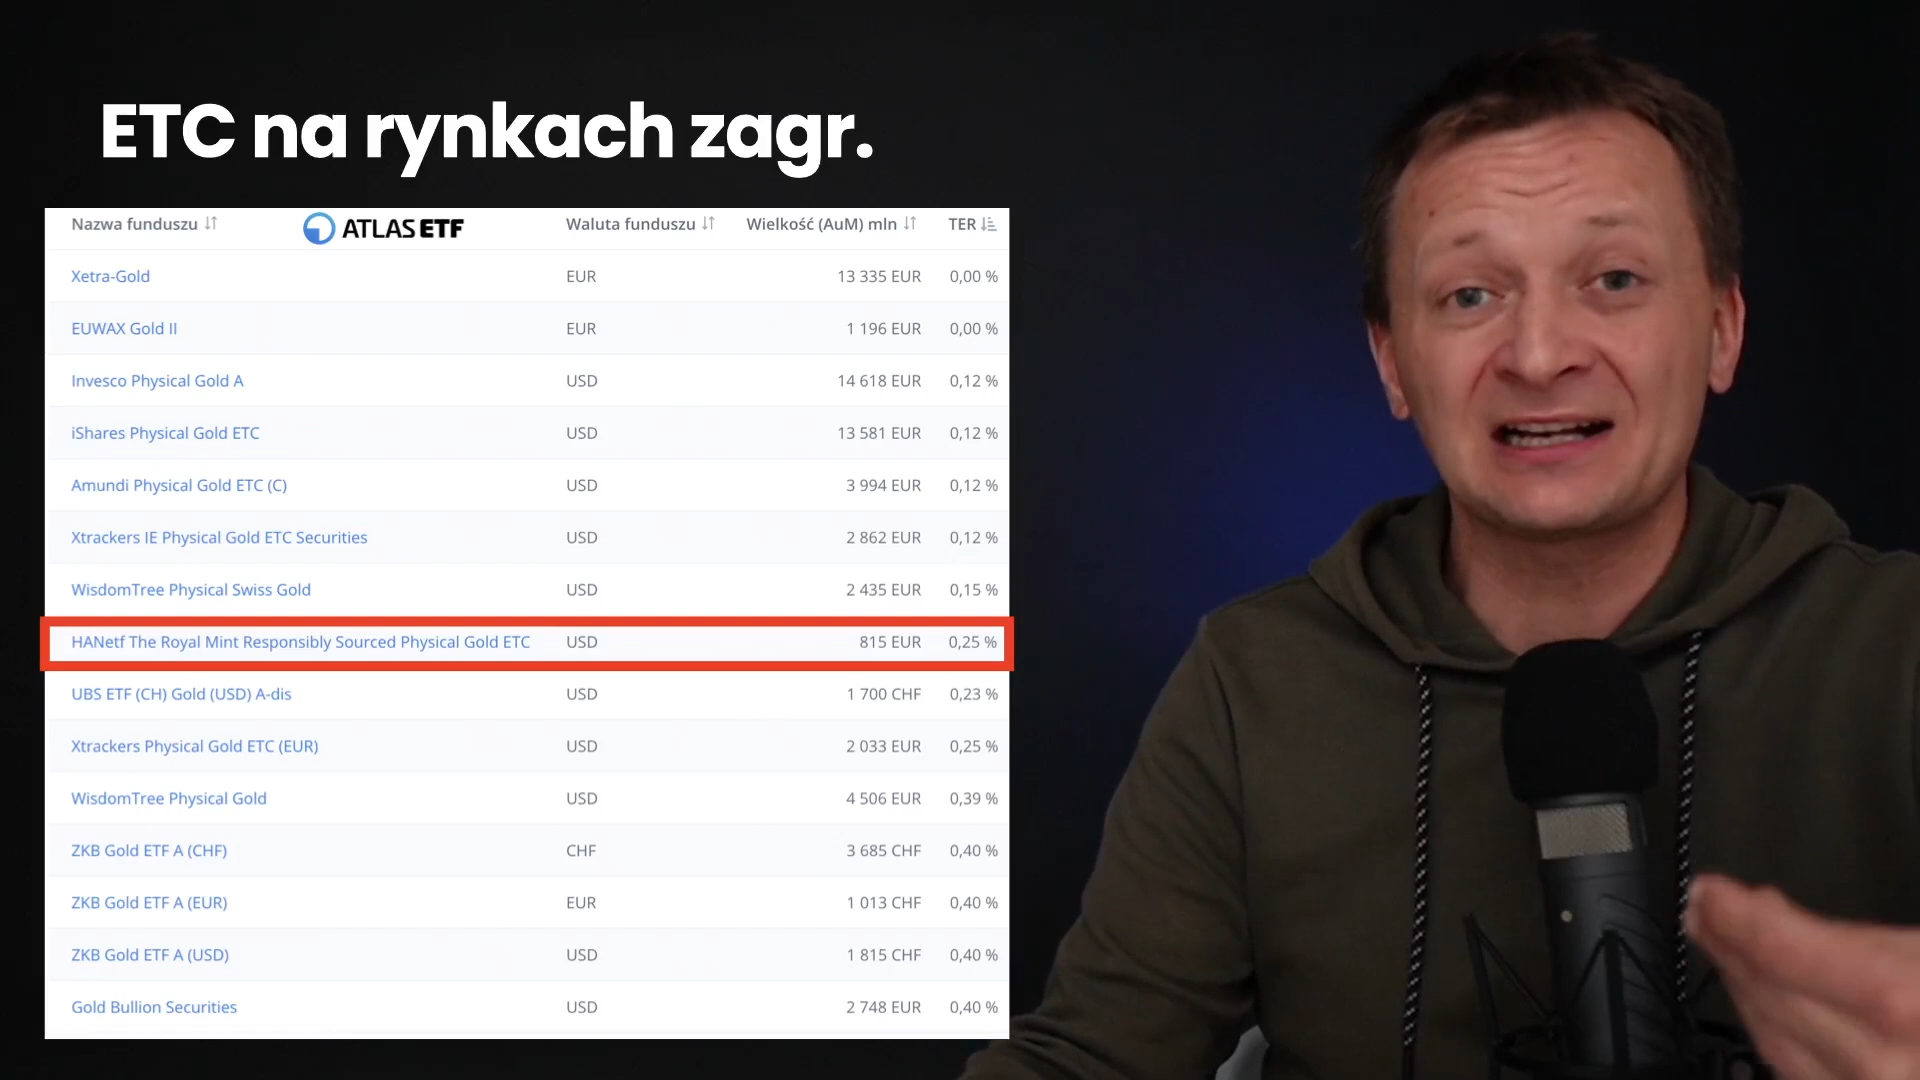 ETC na rynkach zagr.
Nazwa funduszu ATLAS ETF Waluta funduszu Wielkość (AuM) mln TER
Xetra-Gold EUR 13 335 EUR 0,00 %
EUWAX Gold II EUR 1 196 EUR 0,00 %
Invesco Physical Gold A USD 14 618 EUR 0,12 %
iShares Physical Gold ETC USD 13 581 EUR 0,12 %
Amundi Physical Gold ETC (C) USD 3 994 EUR 0,12 %
Xtrackers IE Physical Gold ETC Securities USD 2 862 EUR 0,12 %
WisdomTree Physical Swiss Gold USD 2 435 EUR 0,15 %
HANetf The Royal Mint Responsibly Sourced Physical Gold ETC USD 815 EUR 0,25 %
UBS ETF (CH) Gold (USD) A-dis USD 1 700 CHF 0,23 %
Xtrackers Physical Gold ETC (EUR) USD 2 033 EUR 0,25 %
WisdomTree Physical Gold USD 4 506 EUR 0,39 %
ZKB Gold ETF A (CHF) CHF 3 685 CHF 0,40 %
ZKB Gold ETF A (EUR) EUR 1 013 CHF 0,40 %
ZKB Gold ETF A (USD) USD 1 815 CHF 0,40 %
Gold Bullion Securities USD 2 748 EUR 0,40 %